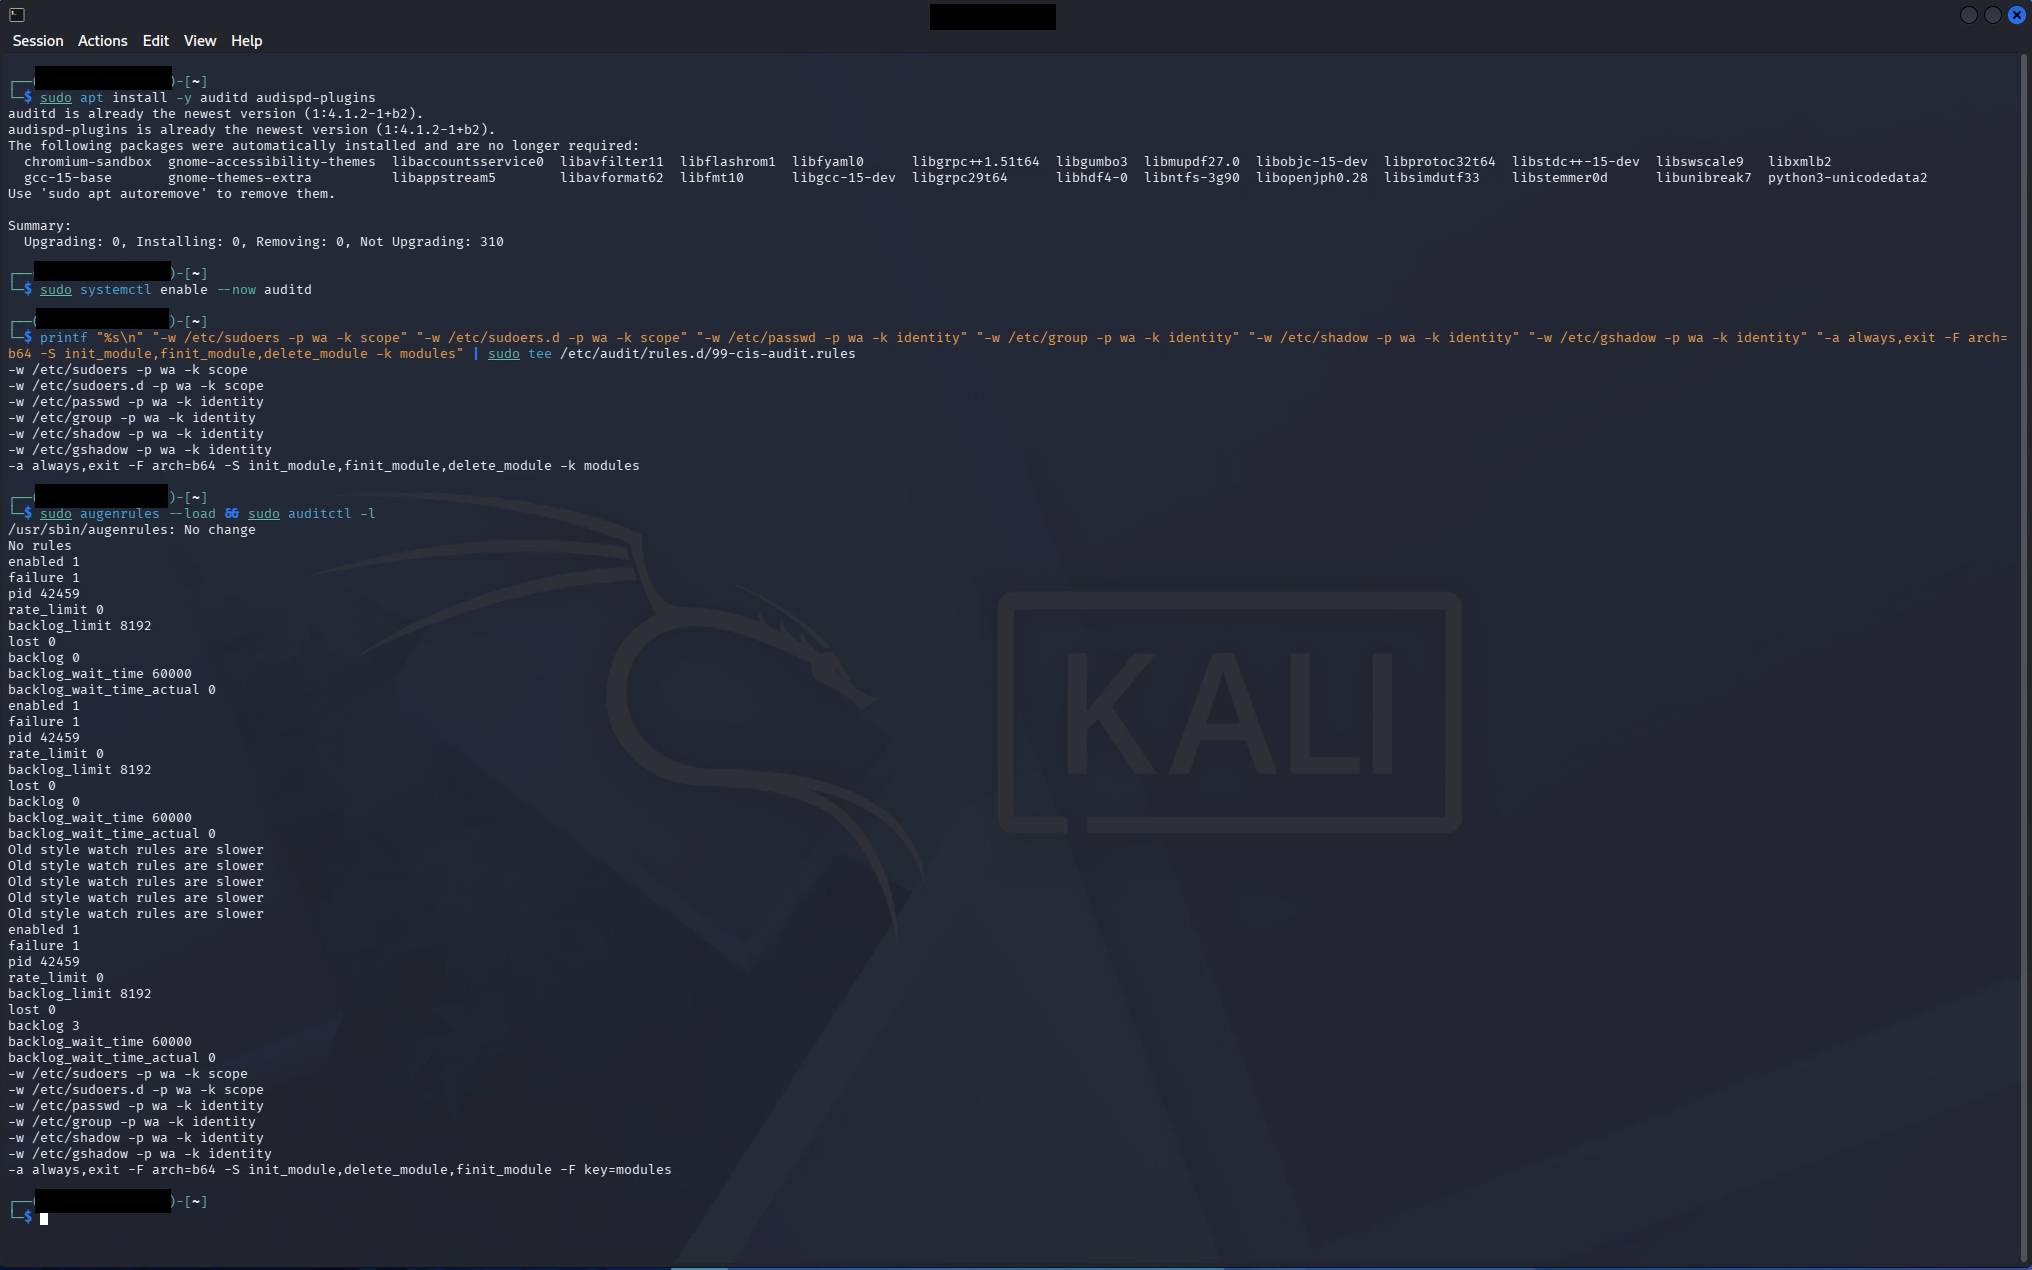 Session Actions Edit View Help
┌──( )-[~]
└─$ sudo apt install -y auditd audispd-plugins
auditd is already the newest version (1:4.1.2-1+b2).
audispd-plugins is already the newest version (1:4.1.2-1+b2).
The following packages were automatically installed and are no longer required:
  chromium-sandbox  gnome-accessibility-themes  libaccountsservice0  libavfilter11  libflashrom1  libfyaml0      libgrpc++1.51t64  libgumbo3  libmupdf27.0  libobjc-15-dev  libprotoc32t64  libstdc++-15-dev  libswscale9   libxmlb2
  gcc-15-base       gnome-themes-extra          libappstream5        libavformat62  libfmt10      libgcc-15-dev  libgrpc29t64      libhdf4-0  libntfs-3g90  libopenjph0.28  libsimdutf33    libstemmer0d      libunibreak7  python3-unicodedata2
Use 'sudo apt autoremove' to remove them.

Summary:
  Upgrading: 0, Installing: 0, Removing: 0, Not Upgrading: 310

┌──( )-[~]
└─$ sudo systemctl enable --now auditd

┌──( )-[~]
└─$ printf "%s\n" "-w /etc/sudoers -p wa -k scope" "-w /etc/sudoers.d -p wa -k scope" "-w /etc/passwd -p wa -k identity" "-w /etc/group -p wa -k identity" "-w /etc/shadow -p wa -k identity" "-w /etc/gshadow -p wa -k identity" "-a always,exit -F arch=
b64 -S init_module,finit_module,delete_module -k modules" | sudo tee /etc/audit/rules.d/99-cis-audit.rules
-w /etc/sudoers -p wa -k scope
-w /etc/sudoers.d -p wa -k scope
-w /etc/passwd -p wa -k identity
-w /etc/group -p wa -k identity
-w /etc/shadow -p wa -k identity
-w /etc/gshadow -p wa -k identity
-a always,exit -F arch=b64 -S init_module,finit_module,delete_module -k modules

┌──( )-[~]
└─$ sudo augenrules --load && sudo auditctl -l
/usr/sbin/augenrules: No change
No rules
enabled 1
failure 1
pid 42459
rate_limit 0
backlog_limit 8192
lost 0
backlog 0
backlog_wait_time 60000
backlog_wait_time_actual 0
enabled 1
failure 1
pid 42459
rate_limit 0
backlog_limit 8192
lost 0
backlog 0
backlog_wait_time 60000
backlog_wait_time_actual 0
Old style watch rules are slower
Old style watch rules are slower
Old style watch rules are slower
Old style watch rules are slower
Old style watch rules are slower
enabled 1
failure 1
pid 42459
rate_limit 0
backlog_limit 8192
lost 0
backlog 3
backlog_wait_time 60000
backlog_wait_time_actual 0
-w /etc/sudoers -p wa -k scope
-w /etc/sudoers.d -p wa -k scope
-w /etc/passwd -p wa -k identity
-w /etc/group -p wa -k identity
-w /etc/shadow -p wa -k identity
-w /etc/gshadow -p wa -k identity
-a always,exit -F arch=b64 -S init_module,delete_module,finit_module -F key=modules

┌──( )-[~]
└─$
KALI